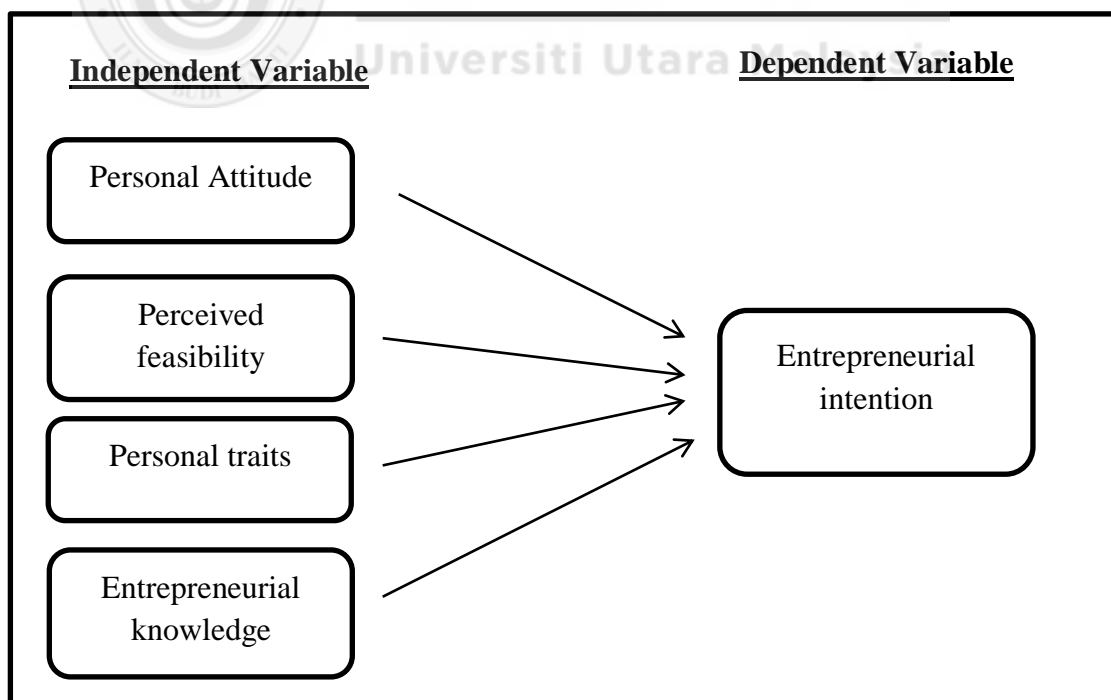 Universiti Utara Malaysia
Independent Variable
Dependent Variable
Personal Attitude
Perceived
feasibility
Personal traits
Entrepreneurial
knowledge
Entrepreneurial
intention